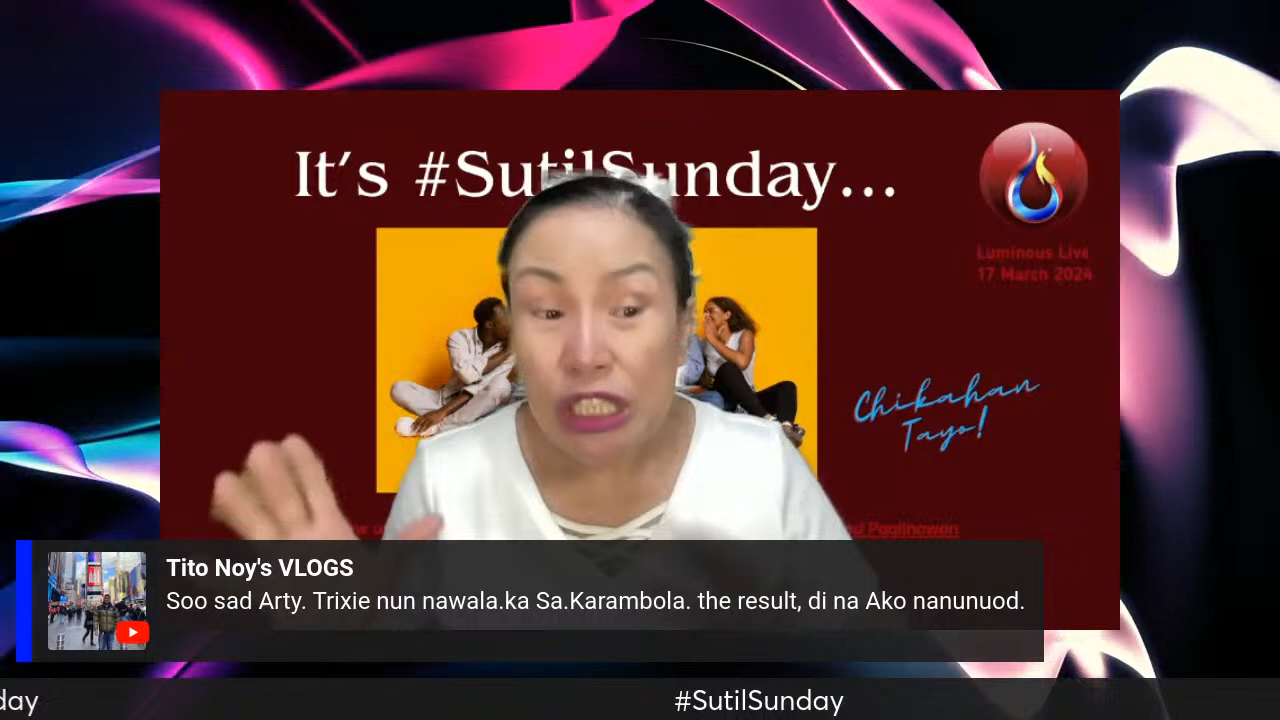 It's #SutilSunday...
Luminous Live
17 March 2024
Chikahan
Tayo!
Tito Noy's VLOGS
Soo sad Arty. Trixie nun nawala.ka Sa.Karambola. the result, di na Ako nanunuod.
day
#SutilSunday